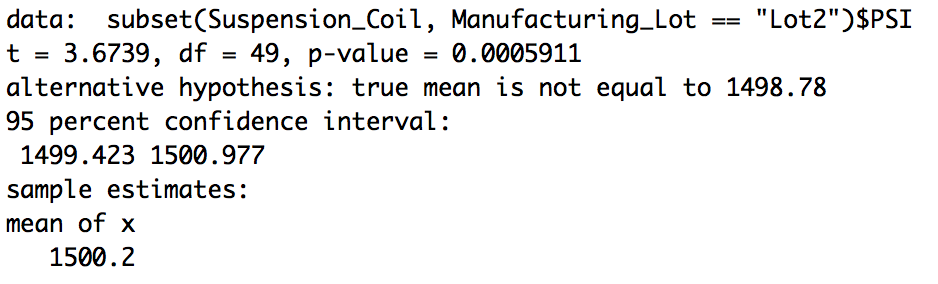 data:  subset(Suspension_Coil, Manufacturing_Lot == "Lot2")$PSI
t = 3.6739, df = 49, p-value = 0.0005911
alternative hypothesis: true mean is not equal to 1498.78
95 percent confidence interval:
 1499.423 1500.977
sample estimates:
mean of x
   1500.2